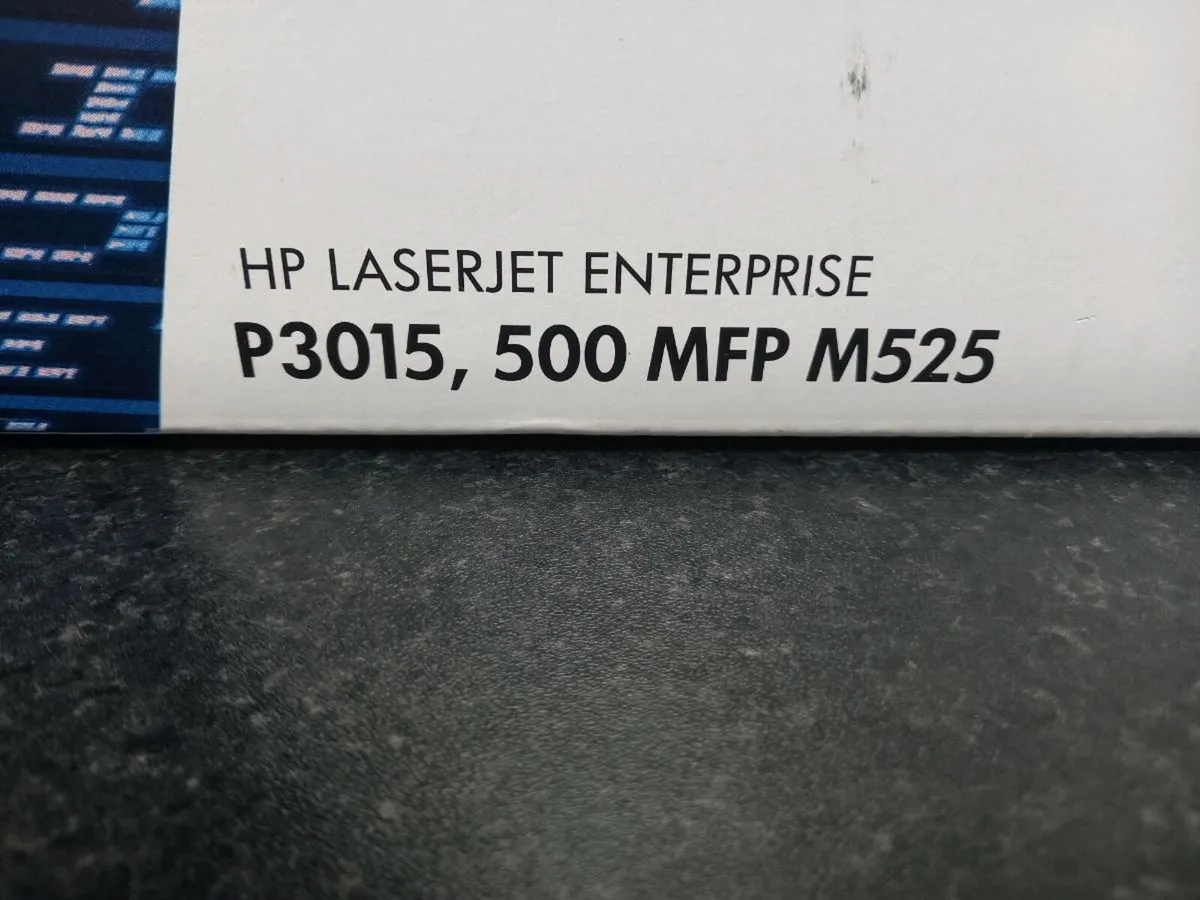 HP LASERJET ENTERPRISE
P3015, 500 MFP M525